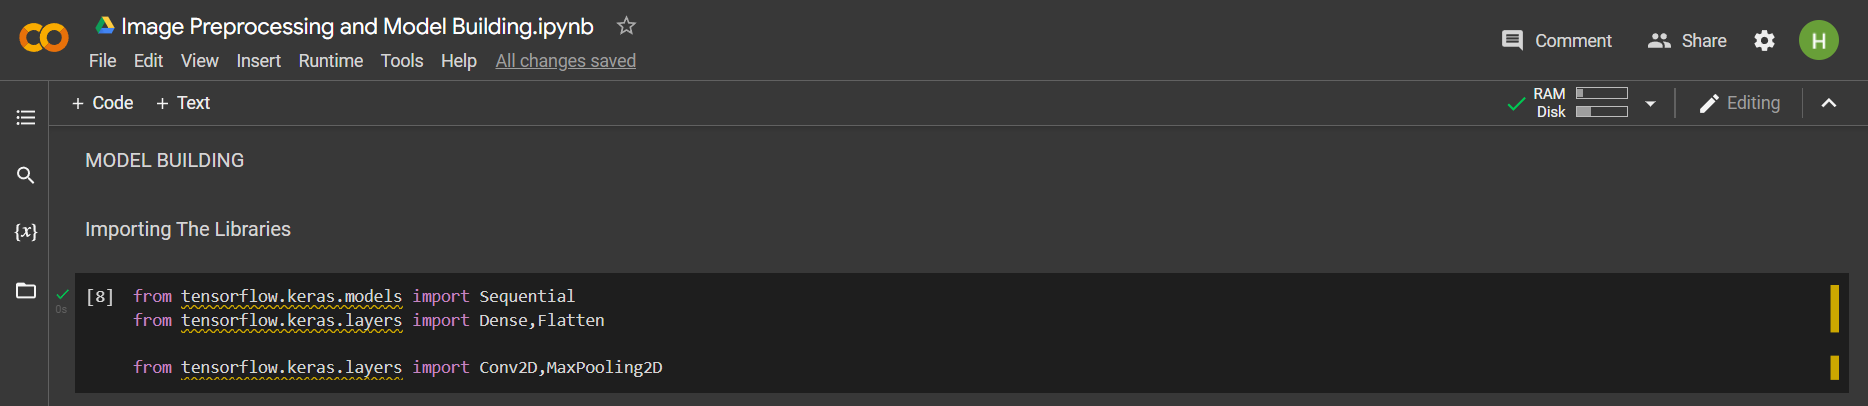 Image Preprocessing and Model Building.ipynb
File Edit View Insert Runtime Tools Help All changes saved
Comment Share H
+ Code + Text
RAM
Disk
Editing
MODEL BUILDING
Importing The Libraries
{x}
0s
[8] from tensorflow.keras.models import Sequential
from tensorflow.keras.layers import Dense,Flatten
from tensorflow.keras.layers import Conv2D,MaxPooling2D